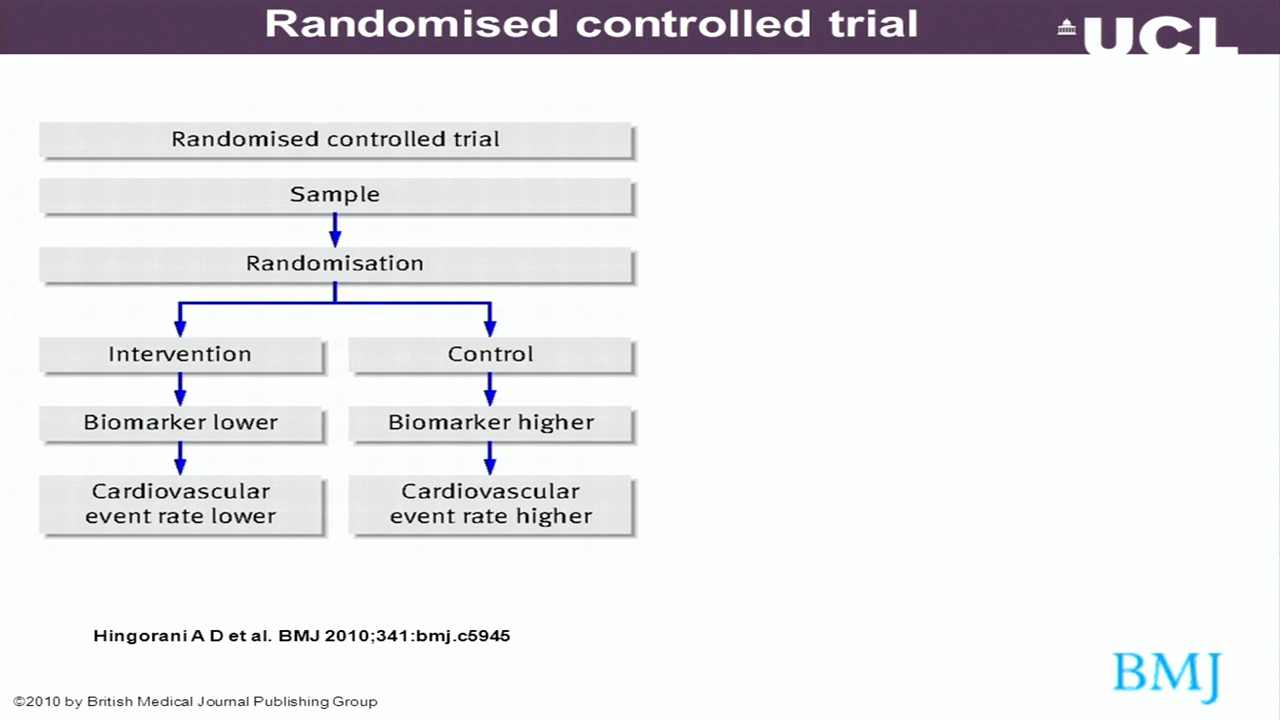 Randomised controlled trial
UCL
Randomised controlled trial
Sample
Randomisation
Intervention
Control
Biomarker lower
Biomarker higher
Cardiovascular
event rate lower
Cardiovascular
event rate higher
Hingorani A D et al. BMJ 2010;341:bmj.c5945
BMJ
©2010 by British Medical Journal Publishing Group